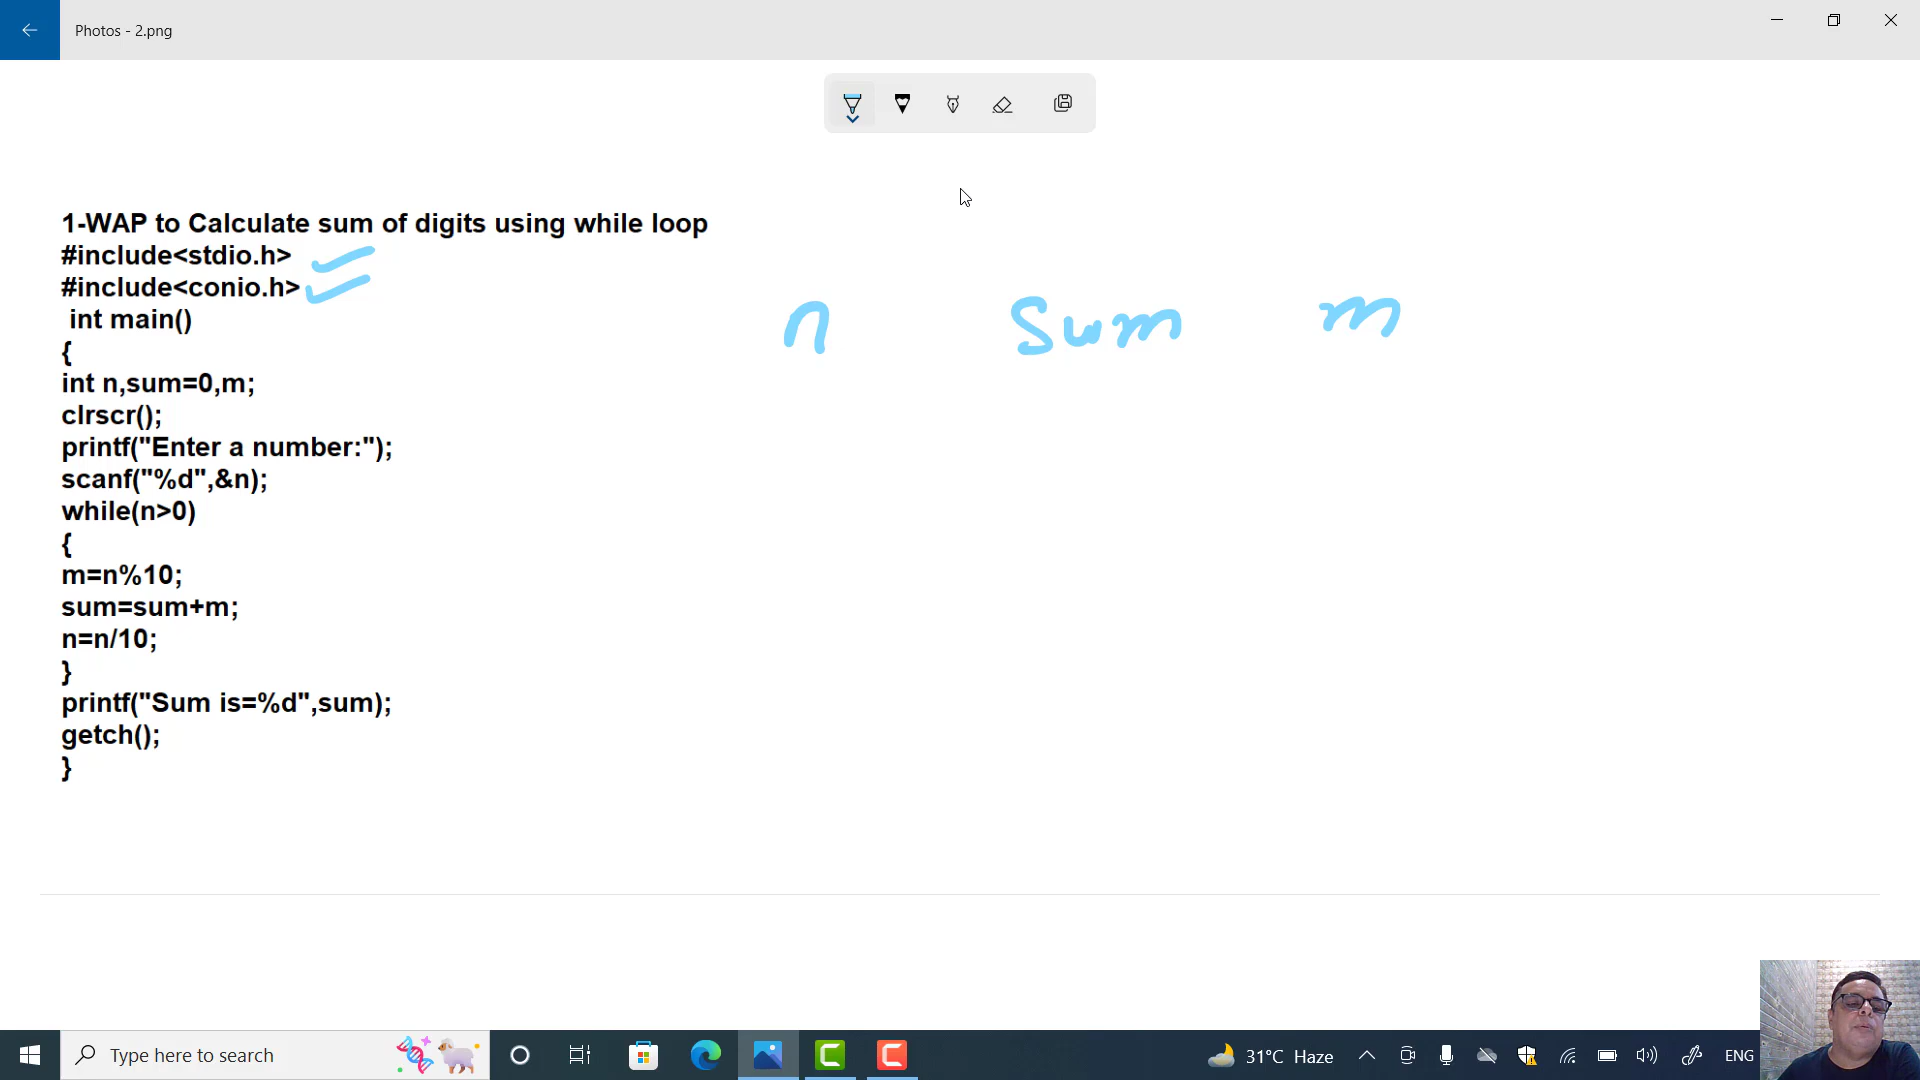 Photos - 2.png
1-WAP to Calculate sum of digits using while loop
#include<stdio.h>
#include<conio.h>
int main()
{
int n,sum=0,m;
clrscr();
printf("Enter a number:");
scanf("%d",&n);
while(n>0)
{
m=n%10;
sum=sum+m;
n=n/10;
}
printf("Sum is=%d",sum);
getch();
}
n Sum m
Type here to search
31°C Haze
ENG